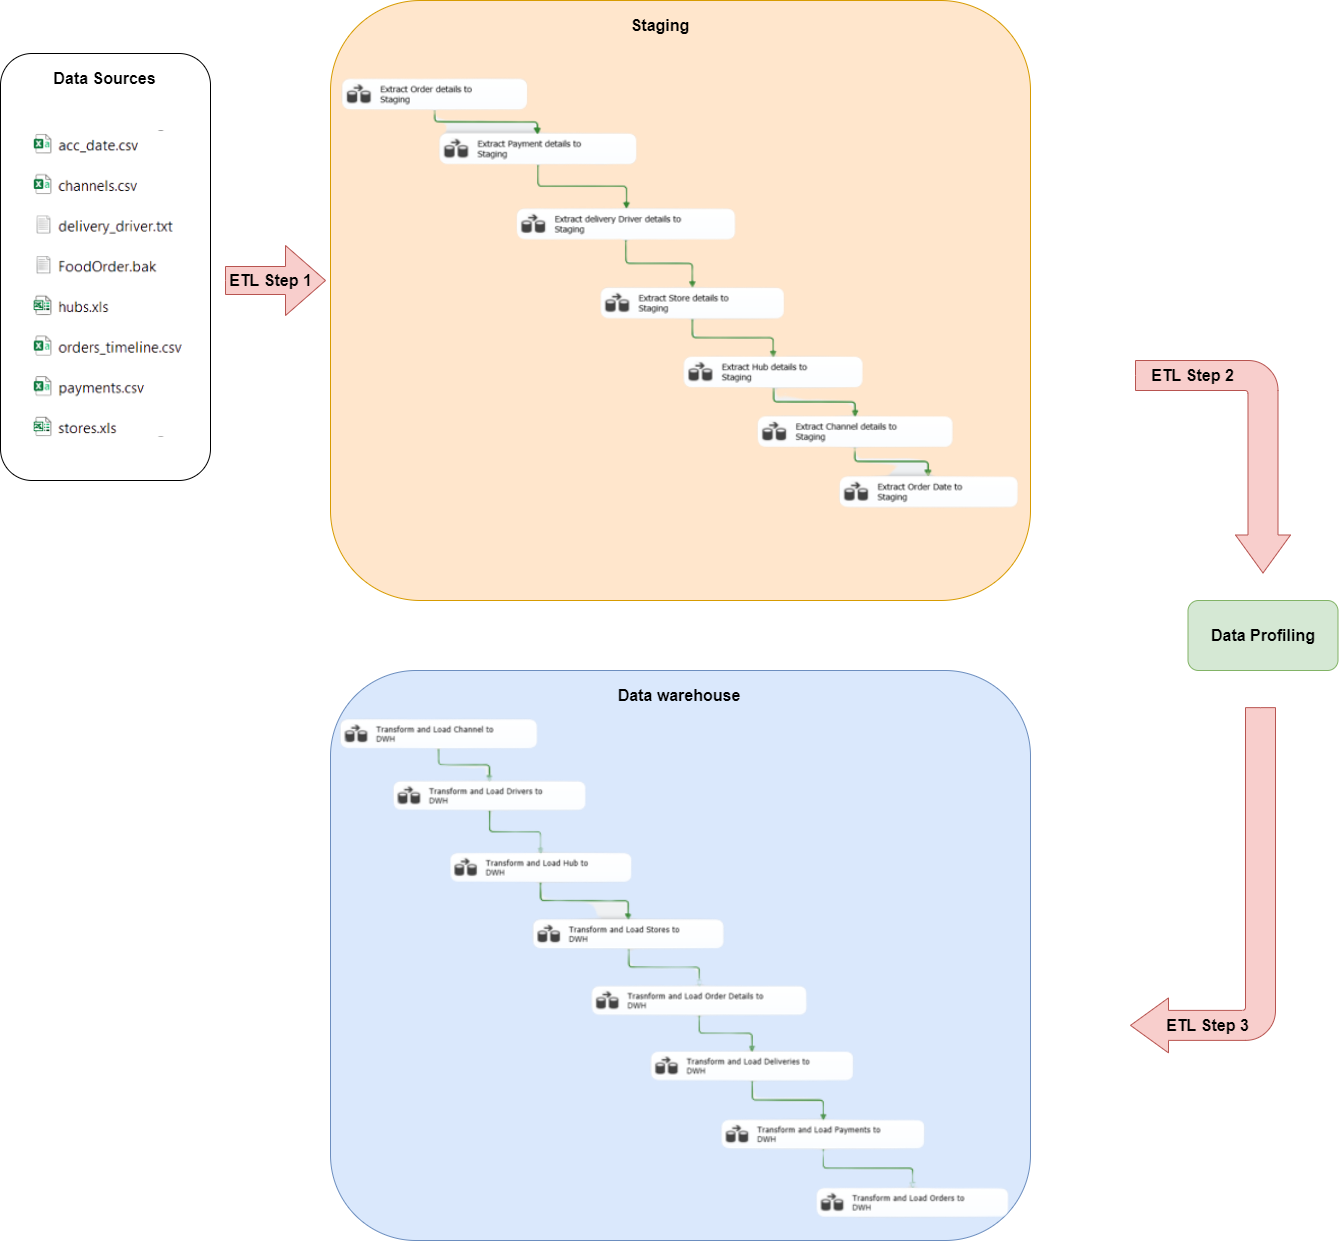 Staging
Data Sources
acc_date.csv
channels.csv
delivery_driver.txt
FoodOrder.bak
hubs.xls
orders_timeline.csv
payments.csv
stores.xls
ETL Step 1
Extract Order details to
Staging
Extract Payment details to
Staging
Extract delivery Driver details to
Staging
Extract Store details to
Staging
Extract Hub details to
Staging
Extract Channel details to
Staging
Extract Order Date to
Staging
ETL Step 2
Data Profiling
ETL Step 3
Data warehouse
Transform and Load Channel to
DWH
Transform and Load Drivers to
DWH
Transform and Load Hub to
DWH
Transform and Load Stores to
DWH
Trasnform and Load Order Details to
DWH
Transform and Load Deliveries to
DWH
Transform and Load Payments to
DWH
Transform and Load Orders to
DWH